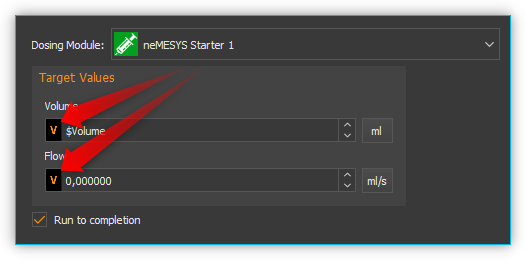 Dosing Module: neMESYS Starter 1
Target Values
Volume
V $Volume ml
Flow
V 0,000000 ml/s
Run to completion